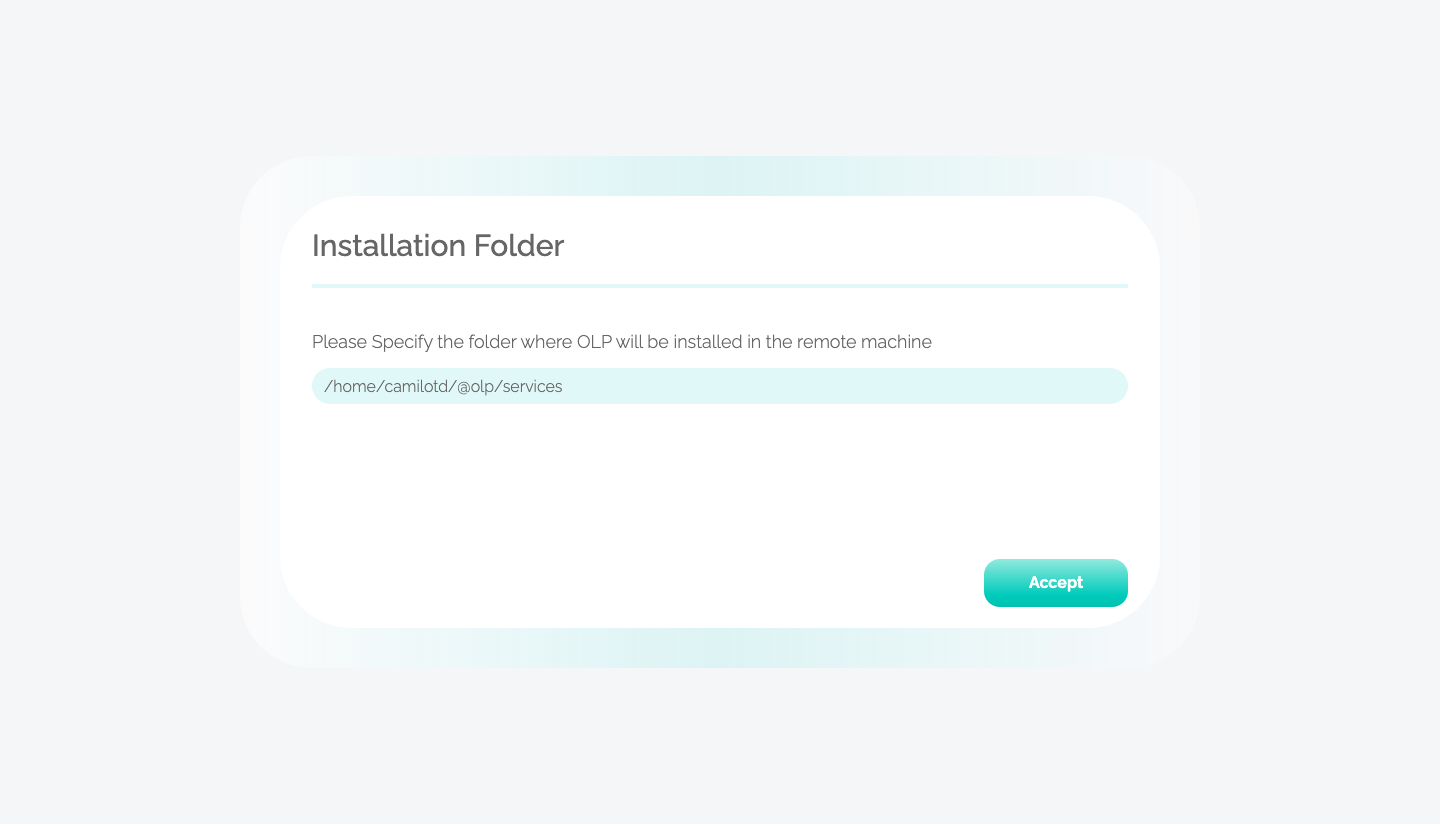 Installation Folder
Please Specify the folder where OLP will be installed in the remote machine
/home/camilotd/@olp/services
Accept